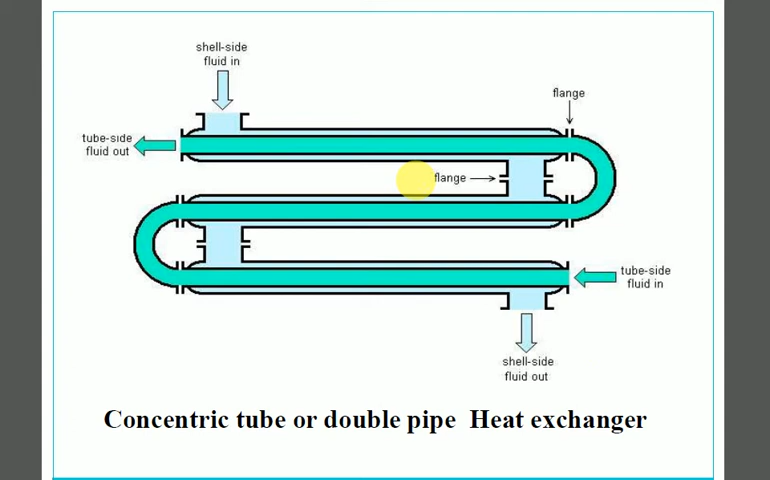 shell-side
fluid in
flange
tube-side
fluid out
flange
tube-side
fluid in
shell-side
fluid out
Concentric tube or double pipe Heat exchanger